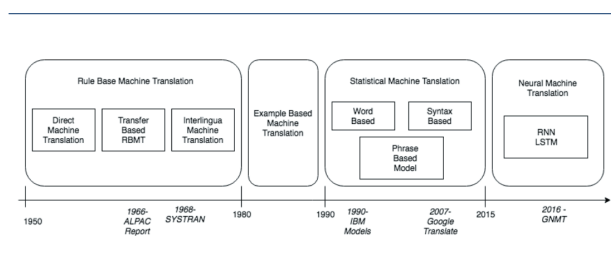 Rule Base Machine Translation
Direct
Machine
Translation
Transfer
Based
RBMT
Interlingua
Machine
Translation
Example Based
Machine
Translation
Statistical Machine Tanslation
Word
Based
Syntax
Based
Phrase
Based
Model
Neural Machine
Translation
RNN
LSTM
1950
1966-
ALPAC
Report
1968-
SYSTRAN
1980
1990
1990-
IBM
Models
2007-
Google
Translate
2015
2016 -
GNMT